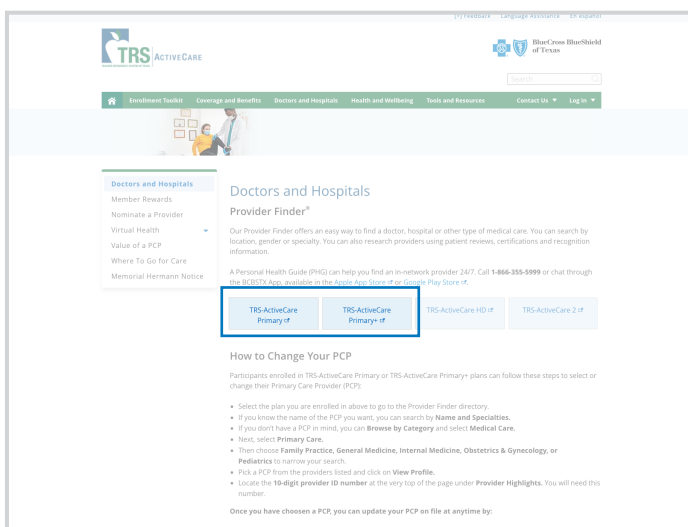 [+] Feedback Language Assistance En español
TRS ACTIVECARE
BlueCross BlueShield
of Texas
Search
Enrollment Toolkit Coverage and Benefits Doctors and Hospitals Health and Wellbeing Tools and Resources Contact Us Log In
Doctors and Hospitals
Member Rewards
Nominate a Provider
Virtual Health
Value of a PCP
Where To Go for Care
Memorial Hermann Notice
Doctors and Hospitals
Provider Finder®
Our Provider Finder offers an easy way to find a doctor, hospital or other type of medical care. You can search by
location, gender or specialty. You can also research providers using patient reviews, certifications and recognition
information.
A Personal Health Guide (PHG) can help you find an in-network provider 24/7. Call 1-866-355-5999 or chat through
the BCBSTX App, available in the Apple App Store or Google Play Store.
TRS-ActiveCare
Primary
TRS-ActiveCare
Primary+
TRS-ActiveCare HD
TRS-ActiveCare 2
How to Change Your PCP
Participants enrolled in TRS-ActiveCare Primary or TRS-ActiveCare Primary+ plans can follow these steps to select or
change their Primary Care Provider (PCP):
• Select the plan you are enrolled in above to go to the Provider Finder directory.
• If you know the name of the PCP you want, you can search by Name and Specialties.
• If you don't have a PCP in mind, you can Browse by Category and select Medical Care.
• Next, select Primary Care.
• Then choose Family Practice, General Medicine, Internal Medicine, Obstetrics & Gynecology, or
Pediatrics to narrow your search.
• Pick a PCP from the providers listed and click on View Profile.
• Locate the 10-digit provider ID number at the very top of the page under Provider Highlights. You will need this
number.
Once you have choosen a PCP, you can update your PCP on file at anytime by: